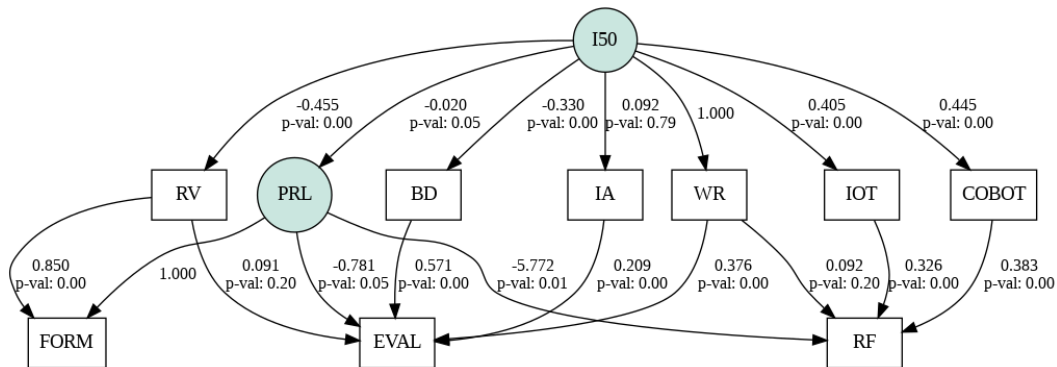 I50
-0.455
p-val: 0.00
-0.020
p-val: 0.05
-0.330
p-val: 0.00
0.092
p-val: 0.79
1.000
0.405
p-val: 0.00
0.445
p-val: 0.00
RV
PRL
BD
IA
WR
IOT
COBOT
0.850
p-val: 0.00
1.000
0.091
p-val: 0.20
-0.781
p-val: 0.05
0.571
p-val: 0.00
-5.772
p-val: 0.01
0.209
p-val: 0.00
0.376
p-val: 0.00
0.092
p-val: 0.20
0.326
p-val: 0.00
0.383
p-val: 0.00
FORM
EVAL
RF